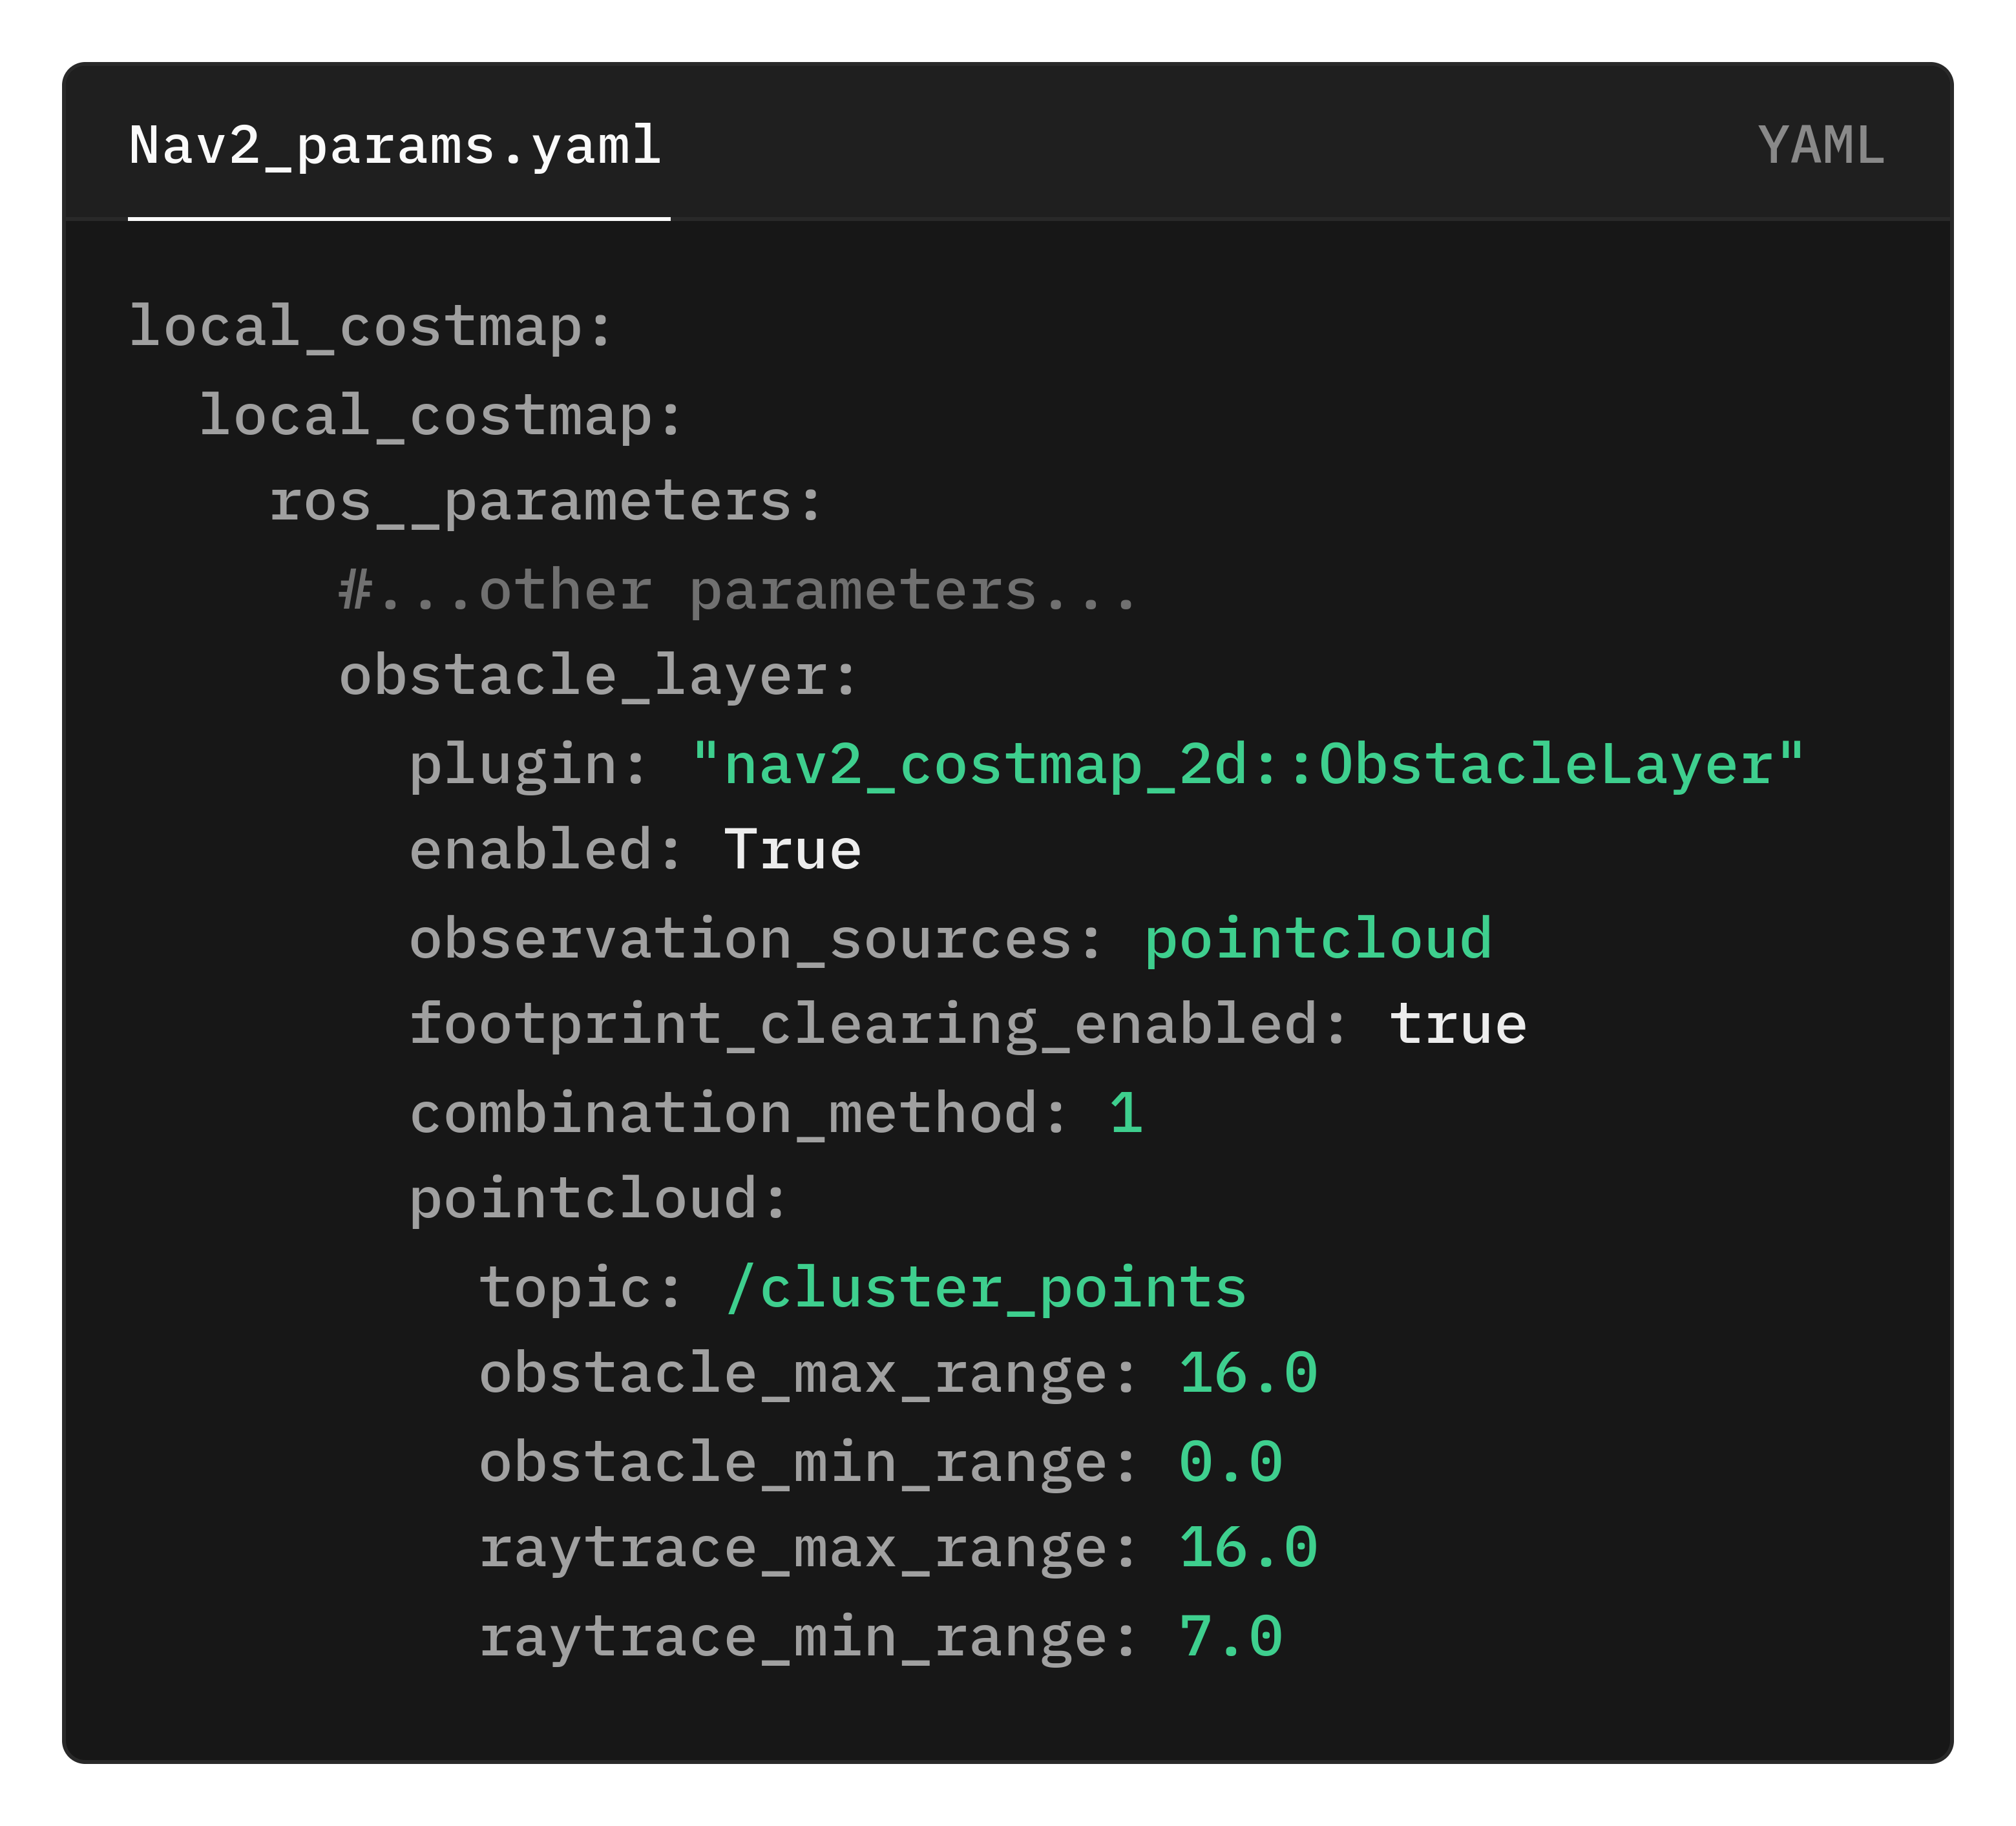 Nav2_params.yaml
YAML
local_costmap:
  local_costmap:
    ros__parameters:
      #...other parameters...
      obstacle_layer:
        plugin: "nav2_costmap_2d::ObstacleLayer"
        enabled: True
        observation_sources: pointcloud
        footprint_clearing_enabled: true
        combination_method: 1
        pointcloud:
          topic: /cluster_points
          obstacle_max_range: 16.0
          obstacle_min_range: 0.0
          raytrace_max_range: 16.0
          raytrace_min_range: 7.0